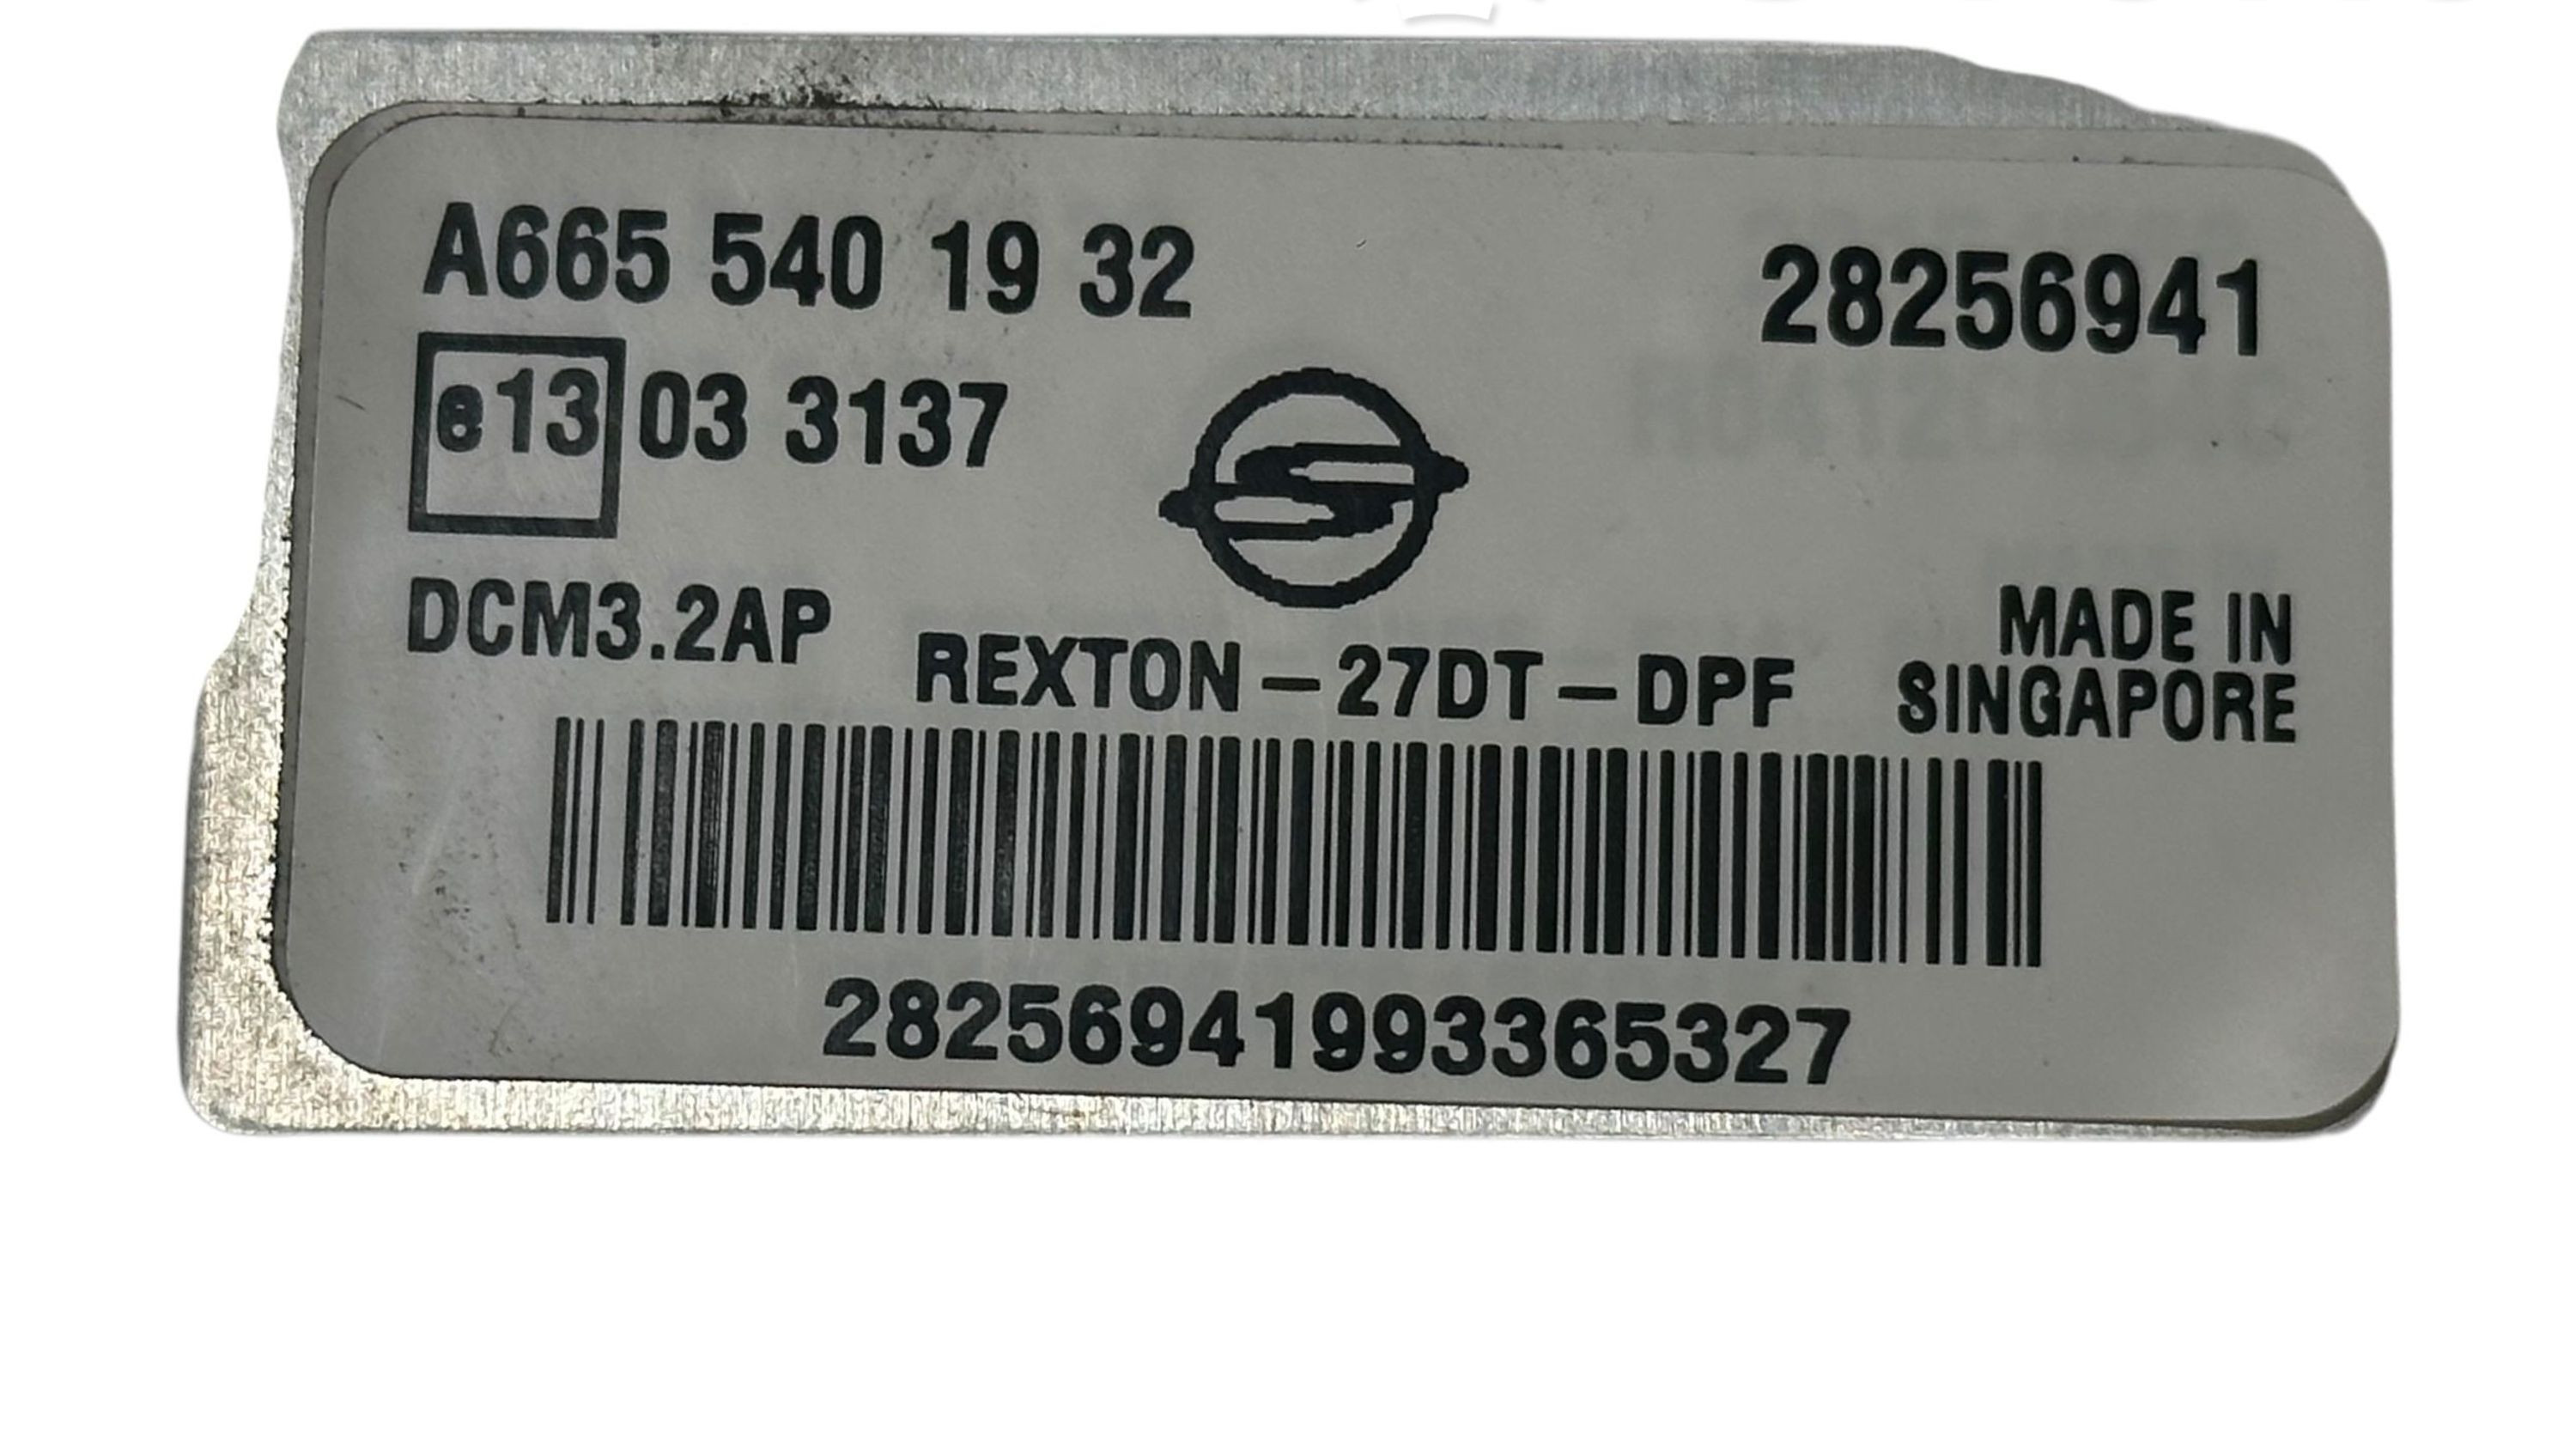 A665 540 19 32
28256941
e13 03 3137
DCM3.2AP
REXTON-27DT-DPF
MADE IN
SINGAPORE
28256941993365327